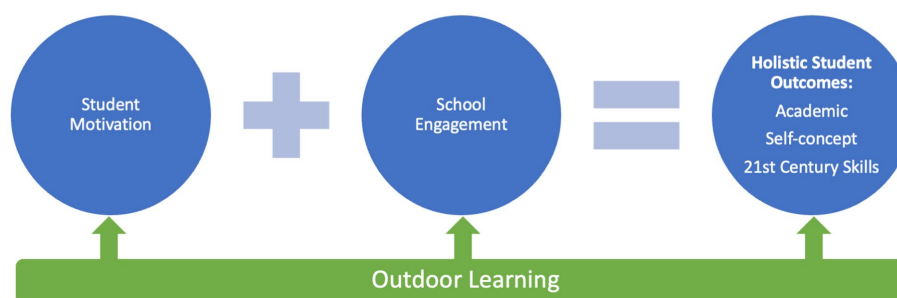 Student
Motivation
School
Engagement
Holistic Student
Outcomes:
Academic
Self-concept
21st Century Skills
Outdoor Learning